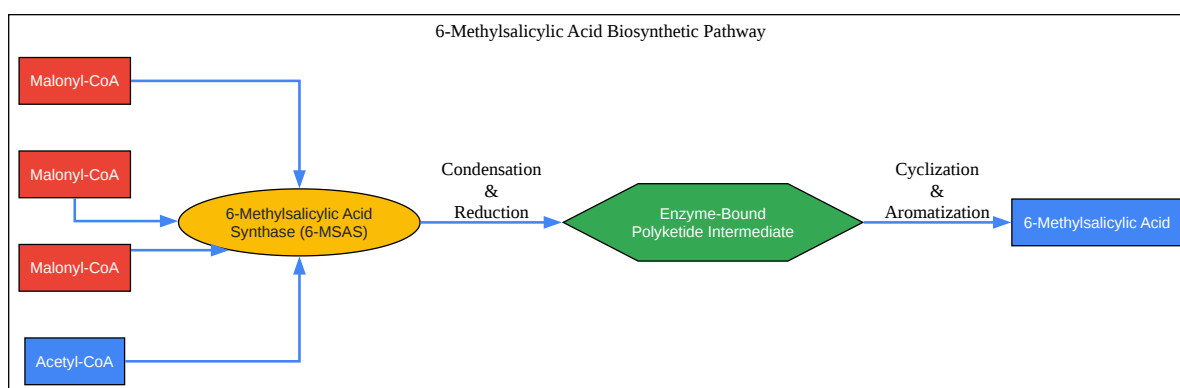 6-Methylsalicylic Acid Biosynthetic Pathway
Malonyl-CoA
Malonyl-CoA
Malonyl-CoA
Acetyl-CoA
6-Methylsalicylic Acid
Synthase (6-MSAS)
Condensation
&
Reduction
Enzyme-Bound
Polyketide Intermediate
Cyclization
&
Aromatization
6-Methylsalicylic Acid